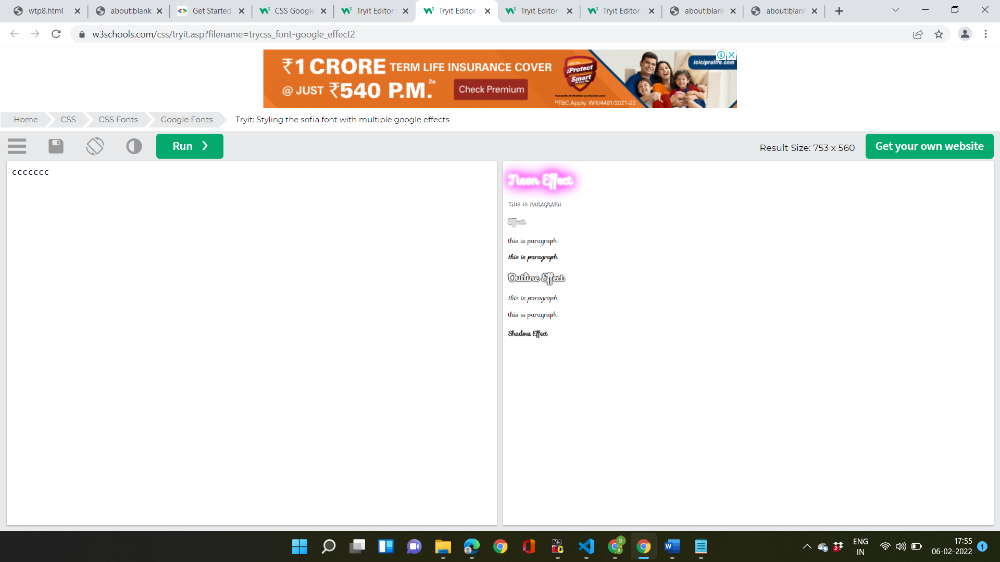 wtp8.html
about:blank
Get Started
CSS Google
Tryit Editor
Tryit Editor
Tryit Editor
Tryit Editor
about:blank
about:blank
w3schools.com/css/tryit.asp?filename=trycss_font-google_effect2
₹1 CRORE TERM LIFE INSURANCE COVER
@ JUST ₹540 P.M.2a
Check Premium
iProtect
Smart
iciciprulife.com
2aT&C Apply. W/II/4481/2021-22
Home
CSS
CSS Fonts
Google Fonts
Tryit: Styling the sofia font with multiple google effects
Run ❯
Result Size: 753 x 560
Get your own website
ccccccc
Neon Effect
THIS IS PARAGRAPH
Effect
this is paragraph
this is paragraph
Outline Effect
this is paragraph
this is paragraph
Shadow Effect
ENG
IN
17:55
06-02-2022
1